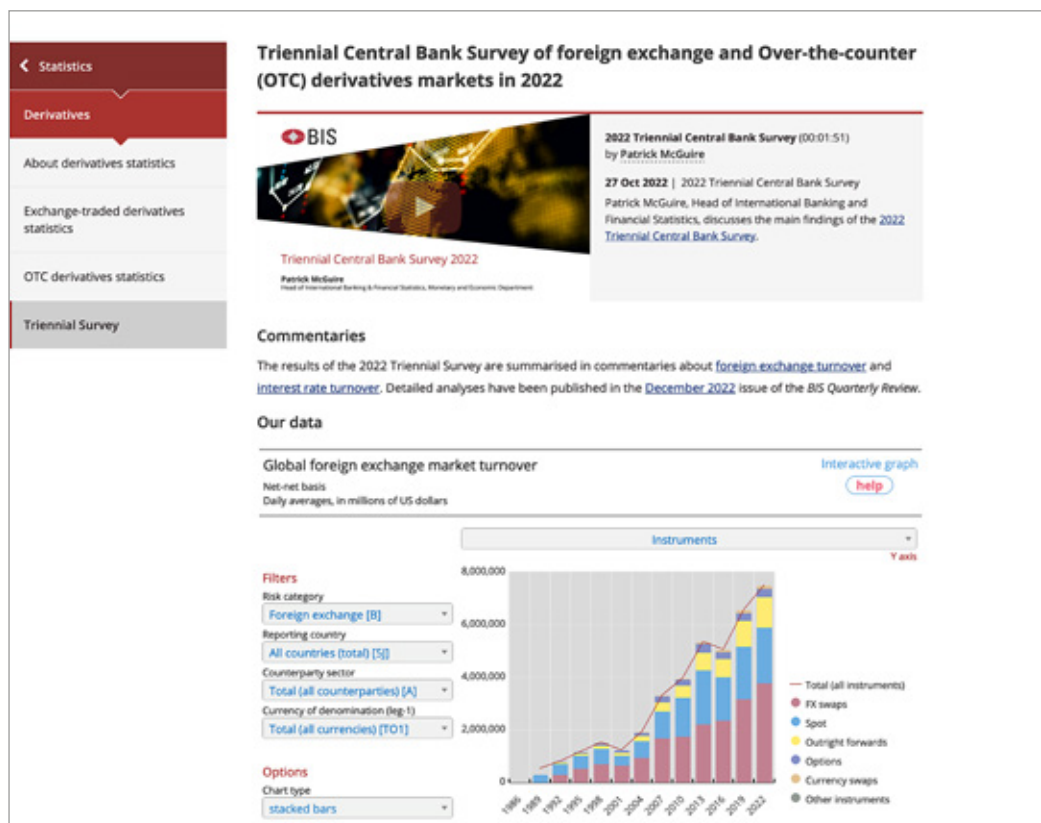 Statistics
Derivatives
About derivatives statistics
Exchange-traded derivatives
statistics
OTC derivatives statistics
Triennial Survey
Triennial Central Bank Survey of foreign exchange and Over-the-counter
(OTC) derivatives markets in 2022
BIS
Triennial Central Bank Survey 2022
Patrick McGuire
Head of International Banking & Financial Statistics, Monetary and Economic Department
2022 Triennial Central Bank Survey (00:01:51)
by Patrick McGuire
27 Oct 2022 | 2022 Triennial Central Bank Survey
Patrick McGuire, Head of International Banking and
Financial Statistics, discusses the main findings of the 2022
Triennial Central Bank Survey.
Commentaries
The results of the 2022 Triennial Survey are summarised in commentaries about foreign exchange turnover and
interest rate turnover. Detailed analyses have been published in the December 2022 issue of the BIS Quarterly Review.
Our data
Global foreign exchange market turnover
Net-net basis
Daily averages, in millions of US dollars
Interactive graph
help
Instruments
Y axis
Filters
Risk category
Foreign exchange [B]
Reporting country
All countries (total) [5J]
Counterparty sector
Total (all counterparties) [A]
Currency of denomination (leg-1)
Total (all currencies) [TO1]
Options
Chart type
stacked bars
8,000,000
6,000,000
4,000,000
2,000,000
0
1986
1989
1992
1995
1998
2001
2004
2007
2010
2013
2016
2019
2022
Total (all instruments)
FX swaps
Spot
Outright forwards
Options
Currency swaps
Other instruments